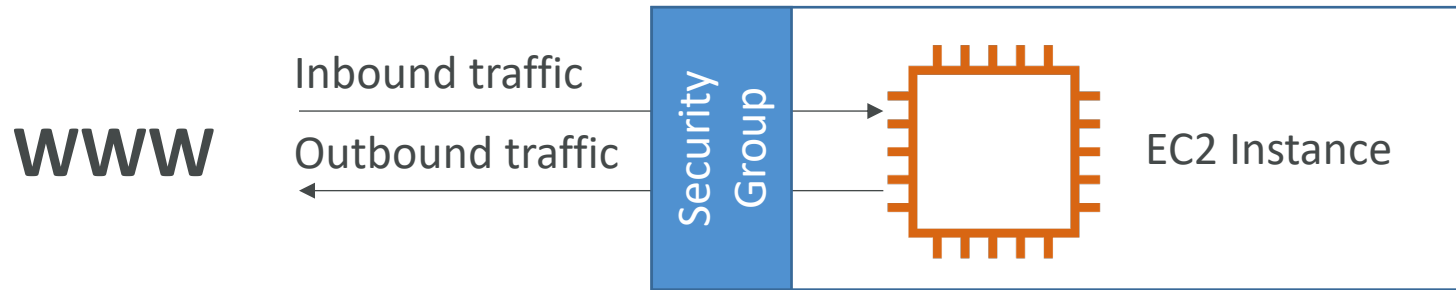 WWW
Inbound traffic
Outbound traffic
Security
Group
EC2 Instance